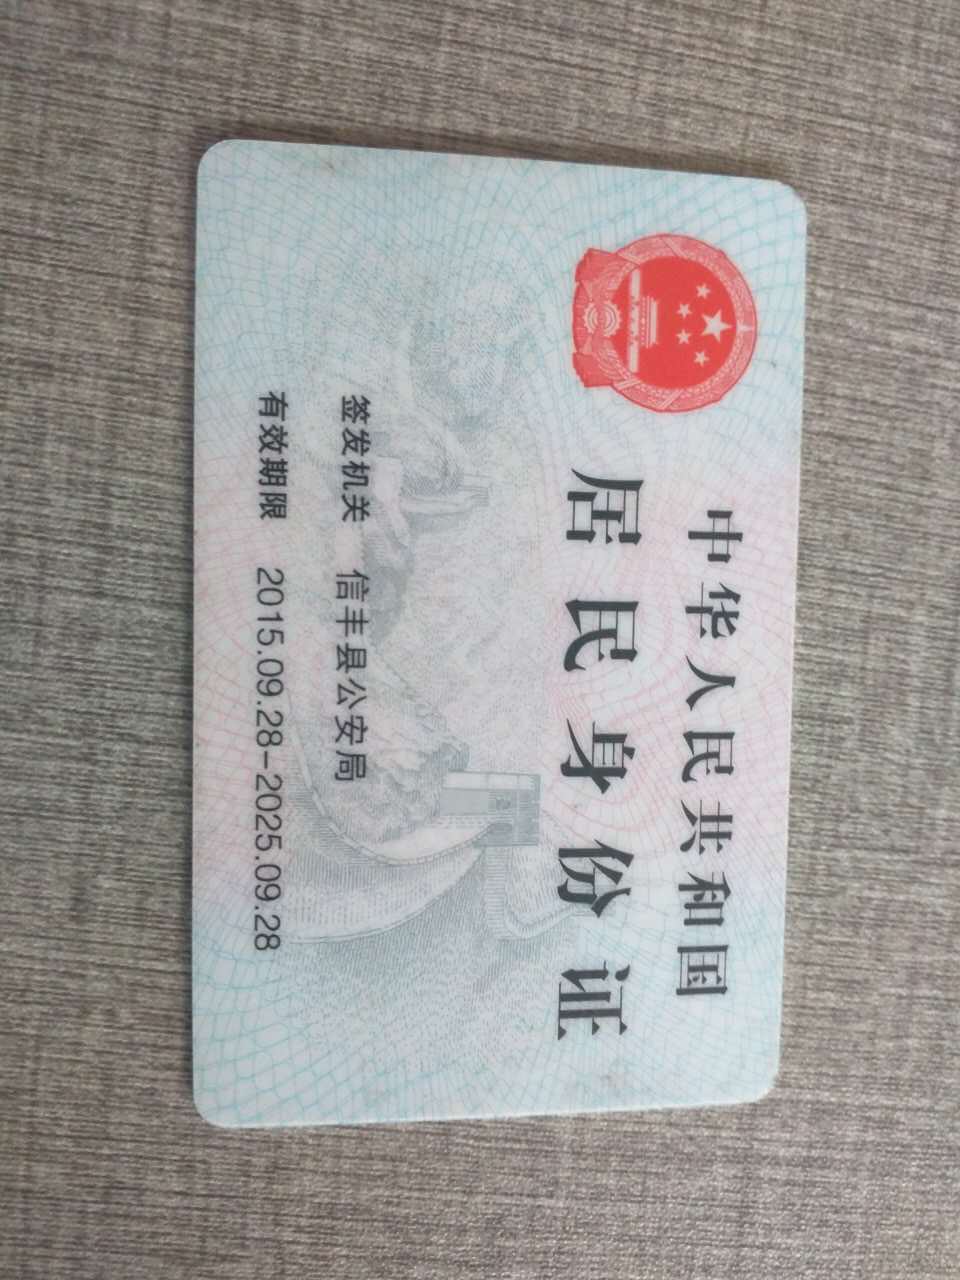 中华人民共和国
居民身份证
签发机关 信丰县公安局
有效期限 2015.09.28-2025.09.28